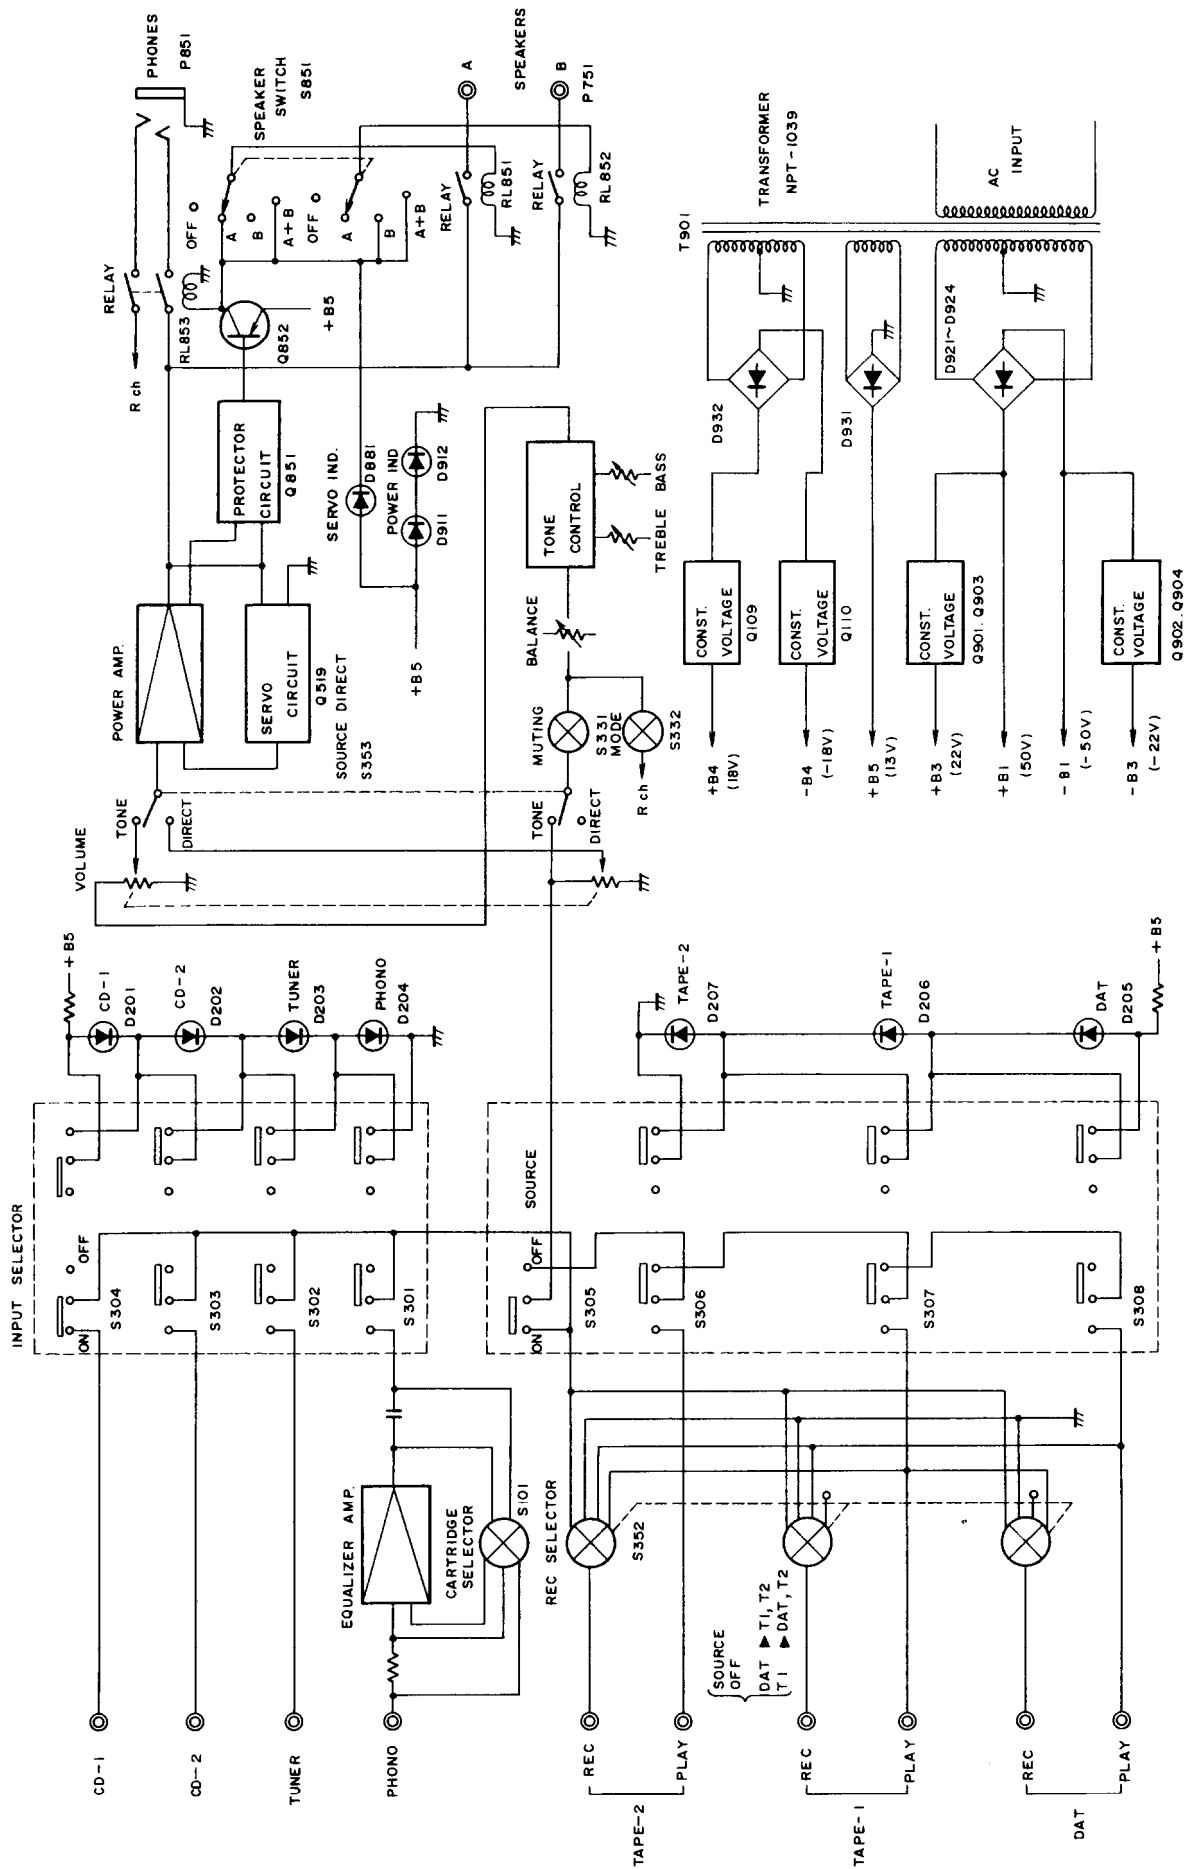 CD-1
CD-2
TUNER
PHONO
REC
PLAY
TAPE-2
REC
PLAY
TAPE-1
REC
PLAY
DAT
EQUALIZER AMP.
CARTRIDGE
SELECTOR
S101
REC SELECTOR
S352
SOURCE
OFF
DAT ▶ T1, T2
T1 ▶ DAT, T2
INPUT SELECTOR
ON
OFF
S304
S303
S302
S301
ON
OFF
SOURCE
S305
S306
S307
S308
+B5
CD-1
D201
CD-2
D202
TUNER
D203
PHONO
D204
TAPE-2
D207
TAPE-1
D206
DAT
D205
+B5
VOLUME
TONE
DIRECT
TONE
DIRECT
SOURCE DIRECT
S353
POWER AMP.
SERVO
CIRCUIT
Q519
PROTECTOR
CIRCUIT
Q851
SERVO IND.
D881
POWER IND
D911
D912
+B5
MUTING
S331
MODE
S332
R ch
BALANCE
TONE
CONTROL
TREBLE
BASS
R ch
RELAY
RL853
Q852
+B5
PHONES
P851
SPEAKER
SWITCH
S851
OFF
A
B
A+B
OFF
A
B
A+B
RELAY
RL851
RELAY
RL852
SPEAKERS
A
B
P751
+B4
(18V)
-B4
(-18V)
+B5
(13V)
+B3
(22V)
+B1
(50V)
-B1
(-50V)
-B3
(-22V)
CONST.
VOLTAGE
Q109
CONST.
VOLTAGE
Q110
CONST.
VOLTAGE
Q901.Q903
CONST.
VOLTAGE
Q902.Q904
D932
D931
D921~D924
T901
TRANSFORMER
NPT-1039
AC
INPUT